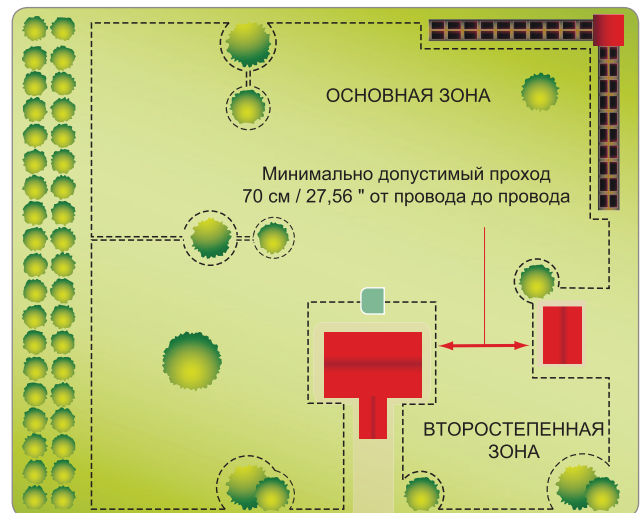 ОСНОВНАЯ ЗОНА
Минимально допустимый проход
70 см / 27,56 " от провода до провода
ВТОРОСТЕПЕННАЯ
ЗОНА